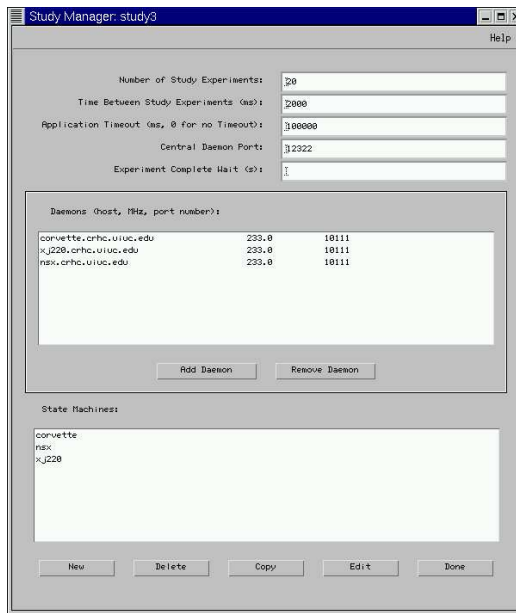 Study Manager: study3
Help
Number of Study Experiments: 20
Time Between Study Experiments (ms): 2000
Application Timeout (ms, 0 for no Timeout): 100000
Central Daemon Port: 12322
Experiment Complete Wait (s):
Daemons (host, MHz, port number):
corvette.crhc.uiuc.edu 233.0 10111
xj220.crhc.uiuc.edu 233.0 10111
nsx.crhc.uiuc.edu 233.0 10111
Add Daemon Remove Daemon
State Machines:
corvette
nsx
xj220
New Delete Copy Edit Done